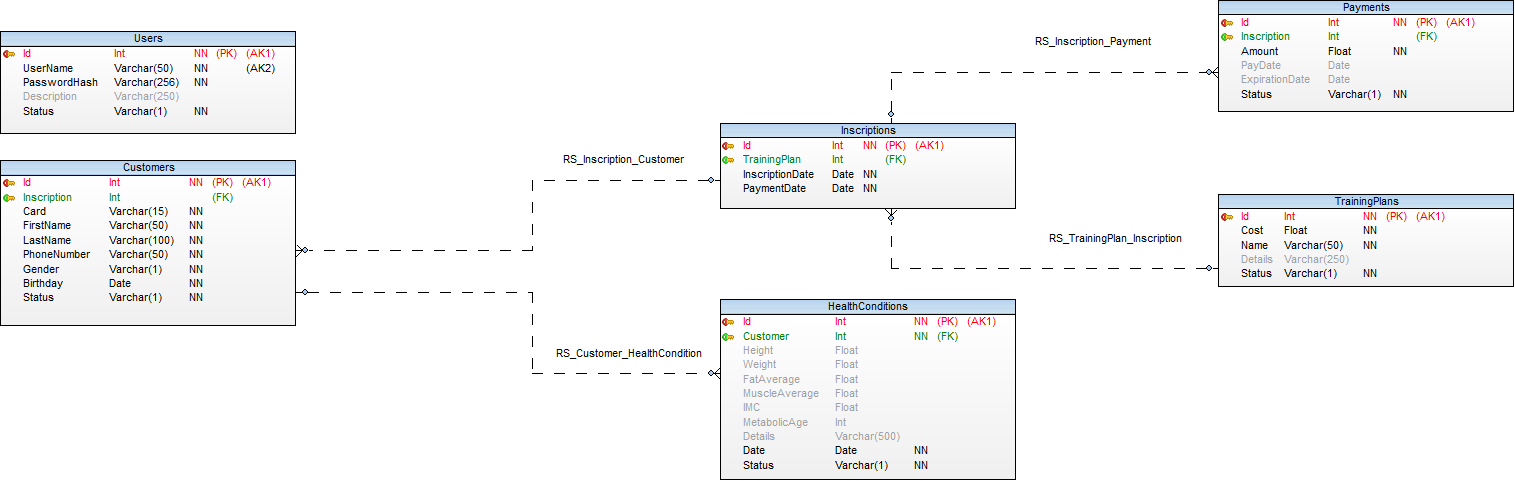 Users
Id Int NN (PK) (AK1)
UserName Varchar(50) NN (AK2)
PasswordHash Varchar(256) NN
Description Varchar(250)
Status Varchar(1) NN
Customers
Id Int NN (PK) (AK1)
Inscription Int (FK)
Card Varchar(15) NN
FirstName Varchar(50) NN
LastName Varchar(100) NN
PhoneNumber Varchar(50) NN
Gender Varchar(1) NN
Birthday Date NN
Status Varchar(1) NN
RS_Inscription_Customer
RS_Customer_HealthCondition
Inscriptions
Id Int NN (PK) (AK1)
TrainingPlan Int (FK)
InscriptionDate Date NN
PaymentDate Date NN
HealthConditions
Id Int NN (PK) (AK1)
Customer Int NN (FK)
Height Float
Weight Float
FatAverage Float
MuscleAverage Float
IMC Float
MetabolicAge Int
Details Varchar(500)
Date Date NN
Status Varchar(1) NN
RS_Inscription_Payment
RS_TrainingPlan_Inscription
Payments
Id Int NN (PK) (AK1)
Inscription Int (FK)
Amount Float NN
PayDate Date
ExpirationDate Date
Status Varchar(1) NN
TrainingPlans
Id Int NN (PK) (AK1)
Cost Float NN
Name Varchar(50) NN
Details Varchar(250)
Status Varchar(1) NN